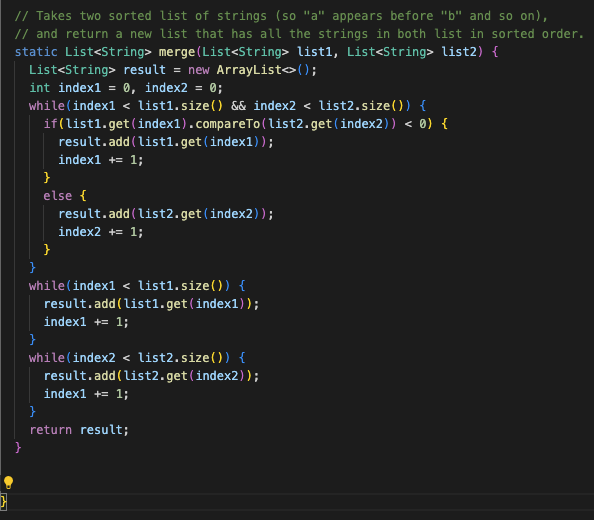 // Takes two sorted list of strings (so "a" appears before "b" and so on),
// and return a new list that has all the strings in both list in sorted order.
static List<String> merge(List<String> list1, List<String> list2) {
  List<String> result = new ArrayList<>();
  int index1 = 0, index2 = 0;
  while(index1 < list1.size() && index2 < list2.size()) {
    if(list1.get(index1).compareTo(list2.get(index2)) < 0) {
      result.add(list1.get(index1));
      index1 += 1;
    }
    else {
      result.add(list2.get(index2));
      index2 += 1;
    }
  }
  while(index1 < list1.size()) {
    result.add(list1.get(index1));
    index1 += 1;
  }
  while(index2 < list2.size()) {
    result.add(list2.get(index2));
    index1 += 1;
  }
  return result;
}
}